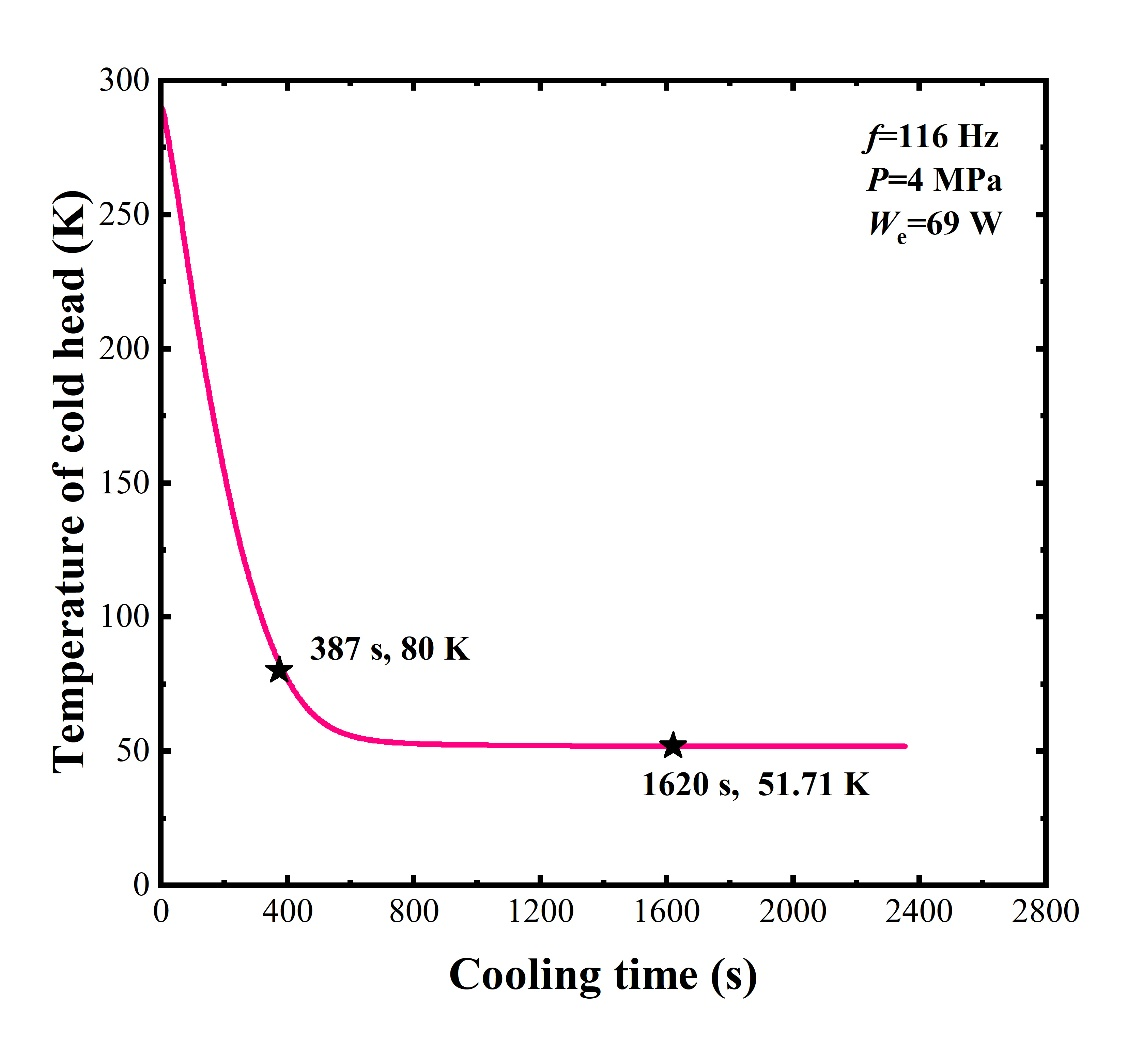 300
250
200
150
100
50
0
Temperature of cold head (K)
f=116 Hz
P=4 MPa
We=69 W
387 s, 80 K
1620 s,  51.71 K
0 400 800 1200 1600 2000 2400 2800
Cooling time (s)